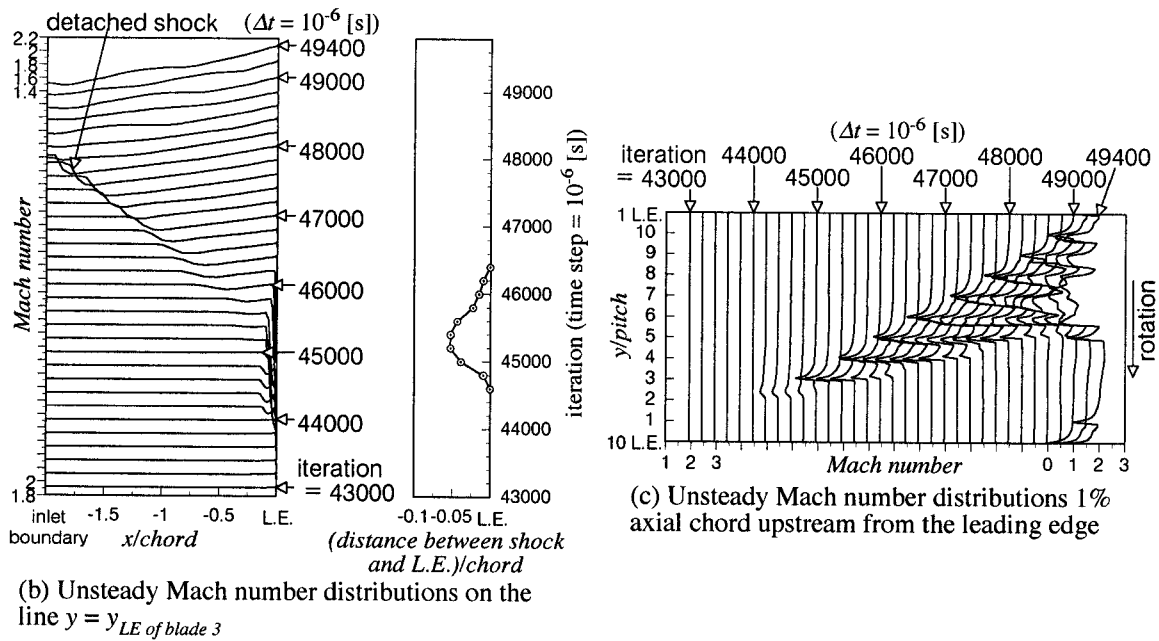 detached shock (Δt = 10⁻⁶ [s])
2.2
2
1.8
1.6
1.4
49400
49000
48000
47000
46000
45000
44000
iteration
= 43000
Mach number
2
1.8
inlet
boundary
-1.5
-1
-0.5
L.E.
x/chord
49000
48000
47000
46000
45000
44000
43000
iteration (time step = 10⁻⁶ [s])
-0.1 -0.05 L.E.
(distance between shock
and L.E.)/chord
(b) Unsteady Mach number distributions on the
line y = y_LE of blade 3
(Δt = 10⁻⁶ [s])
iteration
= 43000
44000
45000
46000
47000
48000
49000
49400
1 L.E.
10
9
8
7
6
5
4
3
2
1
10 L.E.
y/pitch
rotation
1 2 3 Mach number 0 1 2 3
(c) Unsteady Mach number distributions 1%
axial chord upstream from the leading edge